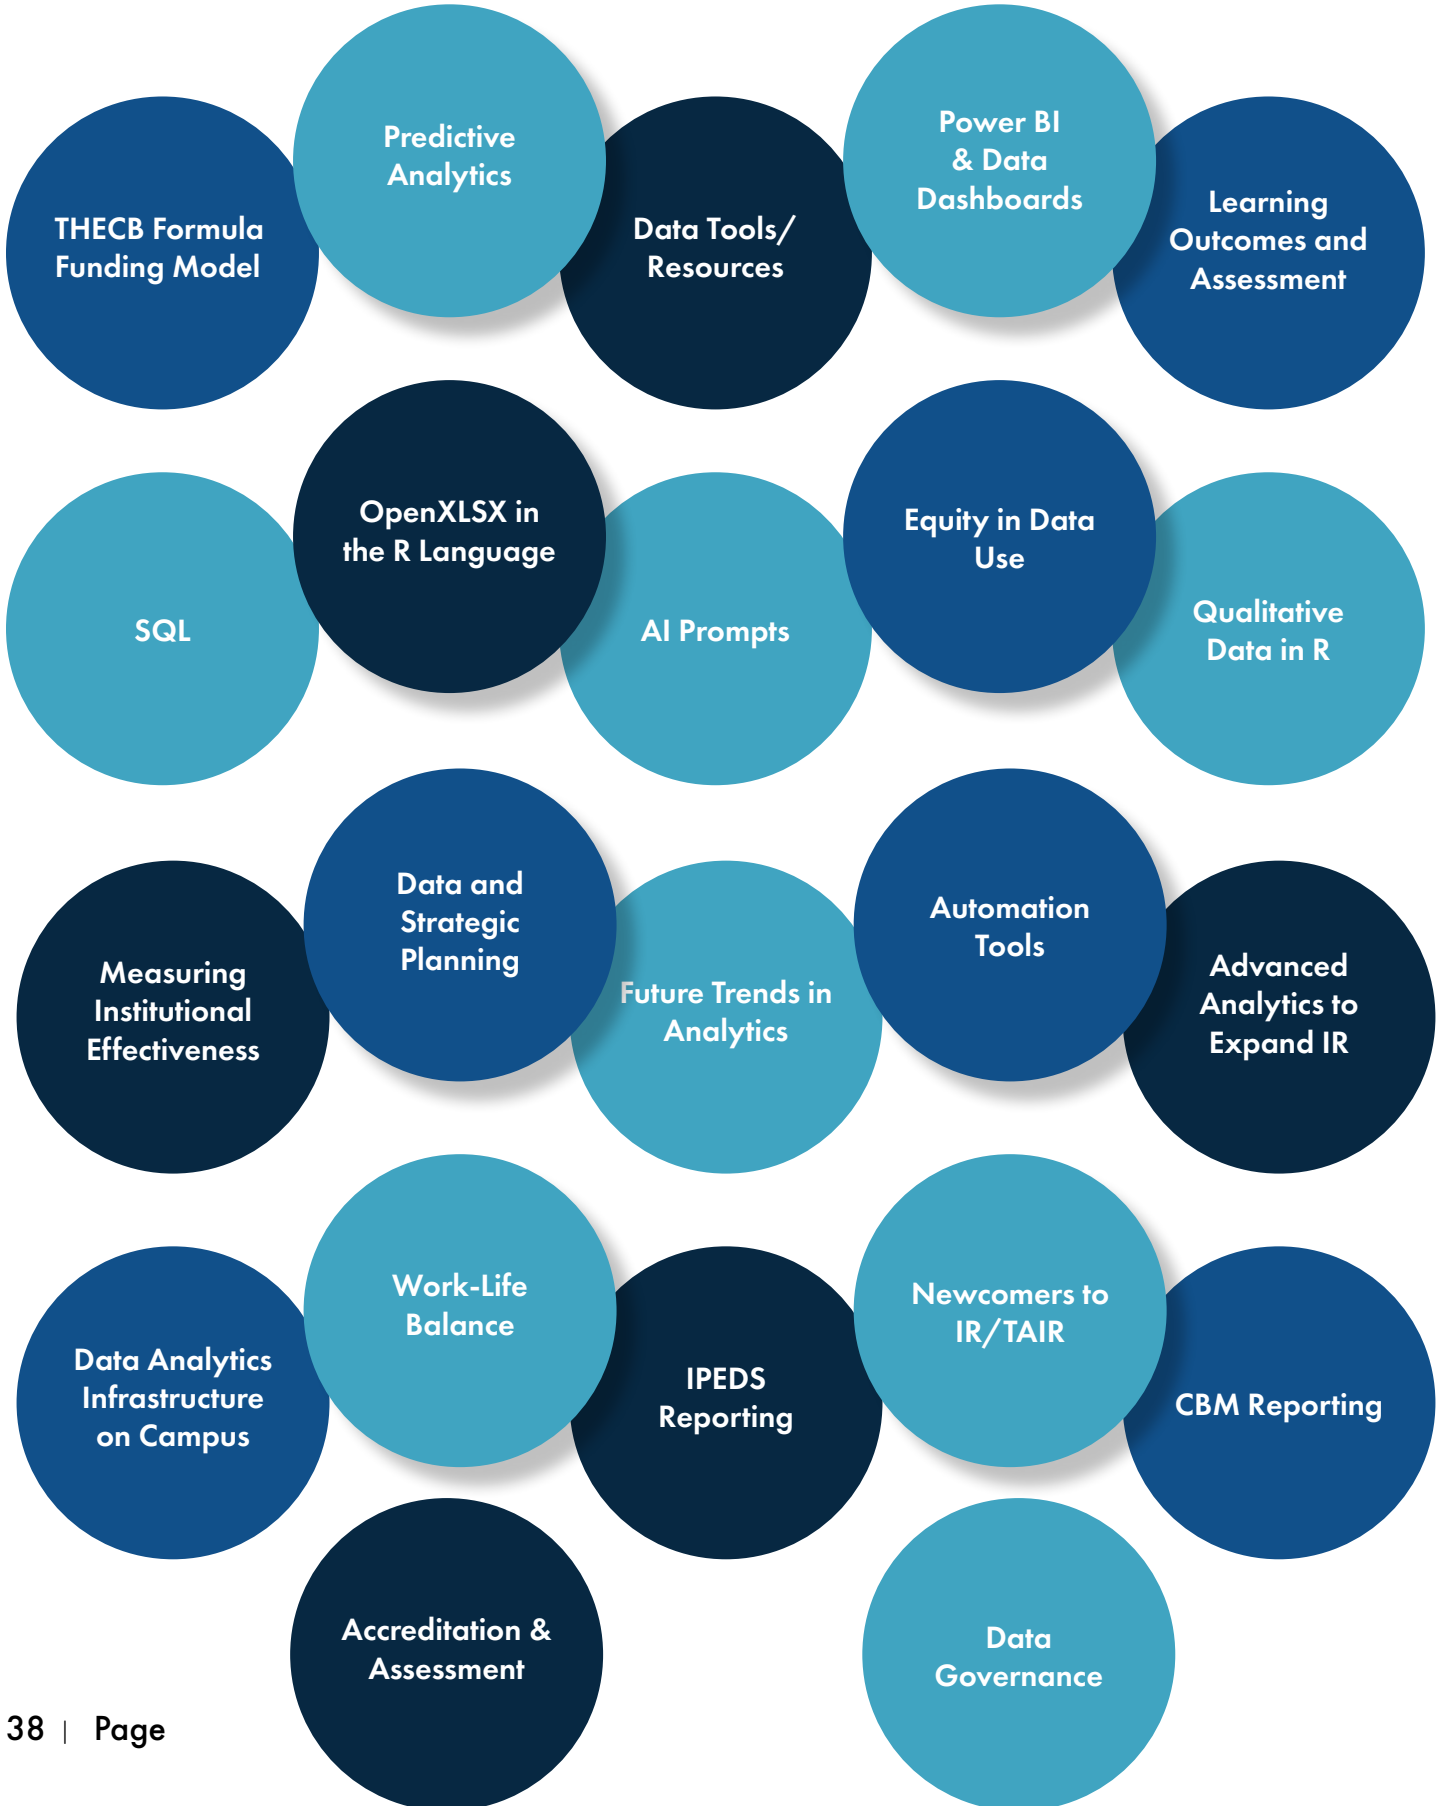 Predictive
Analytics
Power BI
& Data
Dashboards
THECB Formula
Funding Model
Data Tools/
Resources
Learning
Outcomes and
Assessment
OpenXLSX in
the R Language
Equity in Data
Use
SQL
AI Prompts
Qualitative
Data in R
Data and
Strategic
Planning
Automation
Tools
Measuring
Institutional
Effectiveness
Future Trends in
Analytics
Advanced
Analytics to
Expand IR
Work-Life
Balance
Newcomers to
IR/TAIR
Data Analytics
Infrastructure
on Campus
IPEDS
Reporting
CBM Reporting
Accreditation &
Assessment
Data
Governance
38 | Page